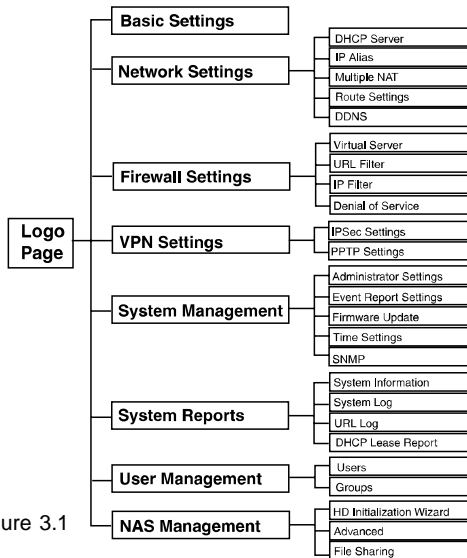 Basic Settings
Network Settings
DHCP Server
IP Alias
Multiple NAT
Route Settings
DDNS
Firewall Settings
Virtual Server
URL Filter
IP Filter
Denial of Service
Logo
Page
VPN Settings
IPSec Settings
PPTP Settings
System Management
Administrator Settings
Event Report Settings
Firmware Update
Time Settings
SNMP
System Reports
System Information
System Log
URL Log
DHCP Lease Report
User Management
Users
Groups
ure 3.1
NAS Management
HD Initialization Wizard
Advanced
File Sharing